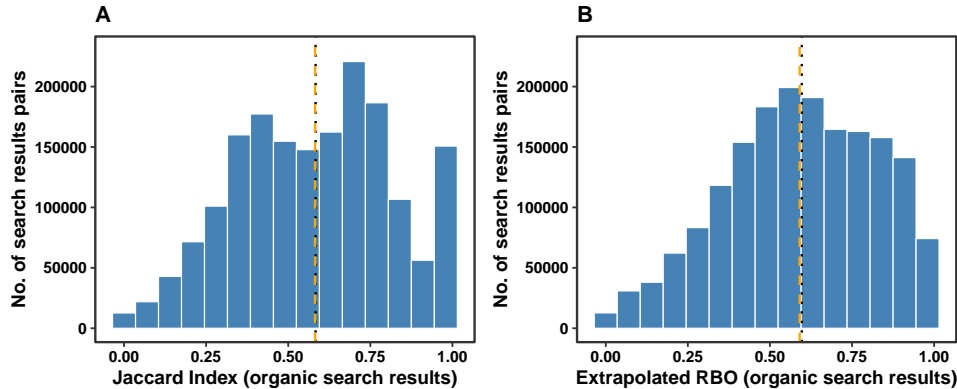 A
No. of search results pairs
200000
150000
100000
50000
0
0.00 0.25 0.50 0.75 1.00
Jaccard Index (organic search results)
B
No. of search results pairs
200000
150000
100000
50000
0
0.00 0.25 0.50 0.75 1.00
Extrapolated RBO (organic search results)